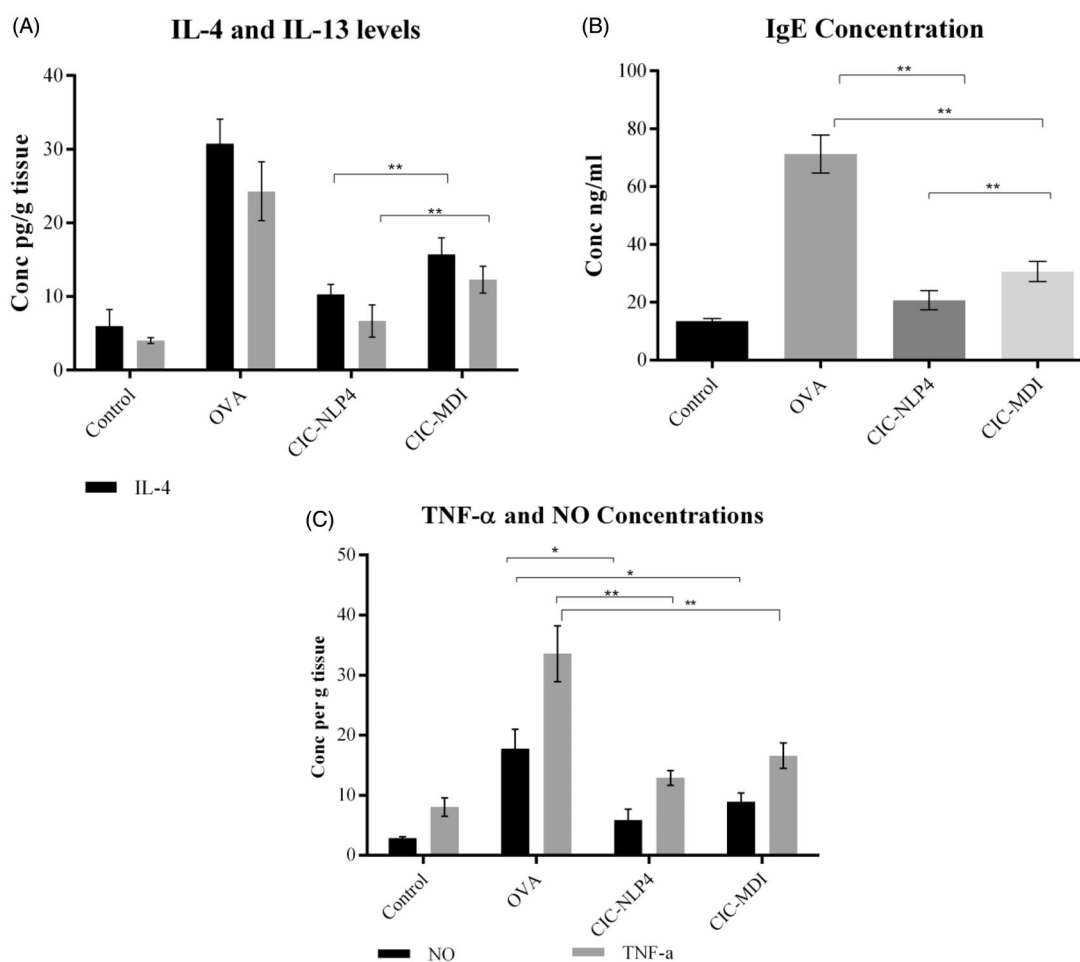 (A)
IL-4 and IL-13 levels
40
30
20
10
0
Conc pg/g tissue
**
**
Control
OVA
CIC-NLP4
CIC-MDI
IL-4
(B)
IgE Concentration
100
80
60
40
20
0
Conc ng/ml
**
**
**
Control
OVA
CIC-NLP4
CIC-MDI
(C)
TNF-α and NO Concentrations
50
40
30
20
10
0
Conc per g tissue
*
*
**
**
Control
OVA
CIC-NLP4
CIC-MDI
NO
TNF-a